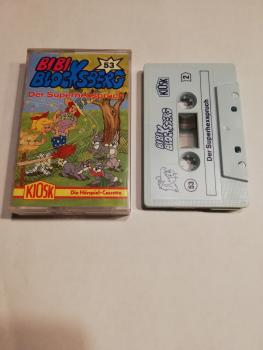 BIBI
BLOCKSBERG
53
Der Superhexspruch
KIOSK
Die Hörspiel-Cassette
BIBI
BLOCKSBERG
KIOSK
2
Der Superhexspruch
53